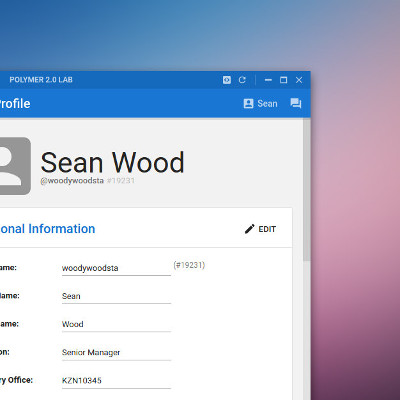 POLYMER 2.0 LAB
rofile
Sean
Sean Wood
@woodywoodsta #19231
onal Information
EDIT
ame: woodywoodsta (#19231)
Name: Sean
ame: Wood
on: Senior Manager
ry Office: KZN10345